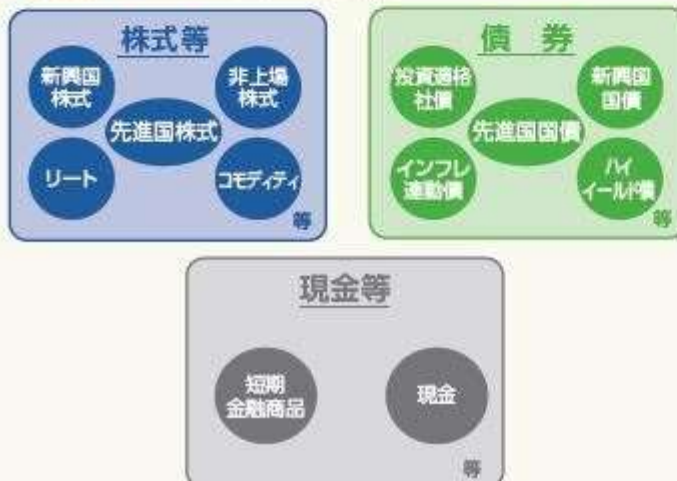 株式等
新興国
株式
非上場
株式
先進国株式
リート
コモディティ
等
債 券
投資適格
社債
新興国
国債
先進国国債
インフレ
連動債
ハイ
イールド債
等
現金等
短期
金融商品
現金
等